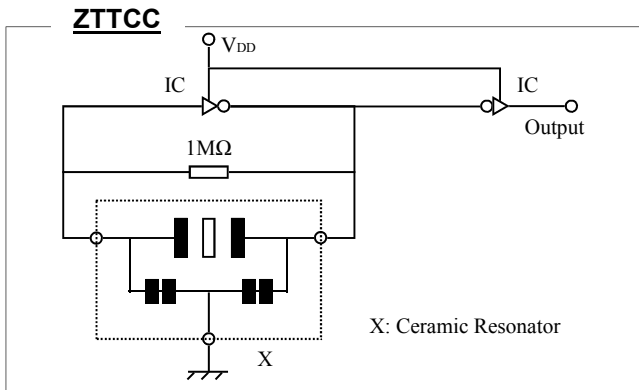 ZTTCC
VDD
IC
IC
Output
1MΩ
X: Ceramic Resonator
X